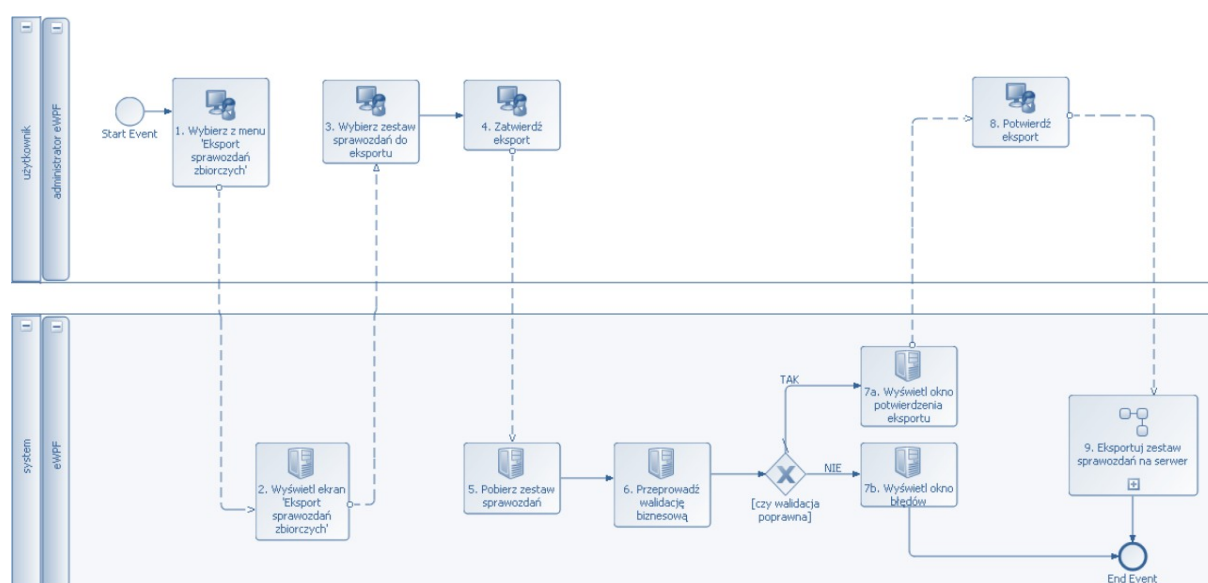 użytkownik
administrator eWPF
Start Event
1. Wybierz z menu
'Eksport
sprawozdań
zbiorczych'
3. Wybierz zestaw
sprawozdań do
eksportu
4. Zatwierdź
eksport
8. Potwierdź
eksport
system
eWPF
2. Wyświetl ekran
'Eksport
sprawozdań
zbiorczych'
5. Pobierz zestaw
sprawozdań
6. Przeprowadź
walidację
biznesową
[czy walidacja
poprawna]
TAK
7a. Wyświetl okno
potwierdzenia
eksportu
NIE
7b. Wyświetl okno
błędów
9. Eksportuj zestaw
sprawozdań na serwer
End Event